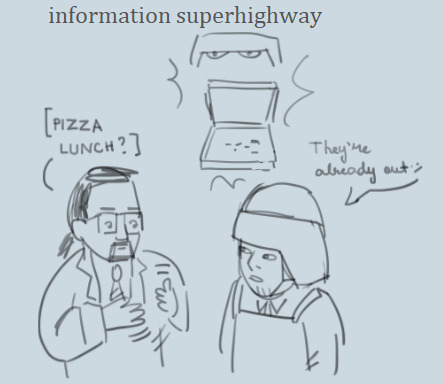 information superhighway
[PIZZA
LUNCH?]
They're
already out